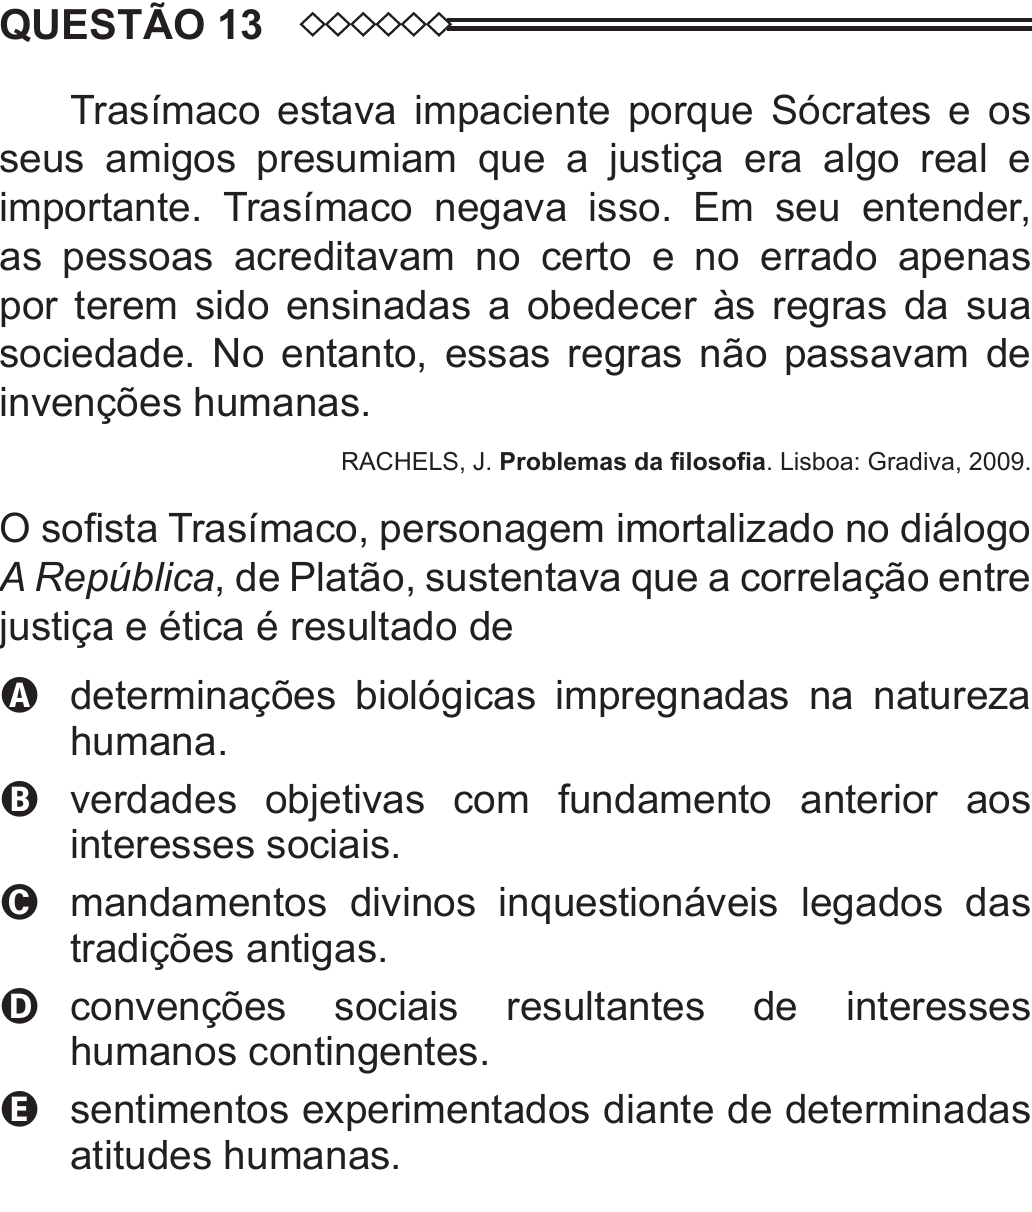 QUESTÃO 13
Trasímaco estava impaciente porque Sócrates e os
seus amigos presumiam que a justiça era algo real e
importante. Trasímaco negava isso. Em seu entender,
as pessoas acreditavam no certo e no errado apenas
por terem sido ensinadas a obedecer às regras da sua
sociedade. No entanto, essas regras não passavam de
invenções humanas.
RACHELS, J. Problemas da filosofia. Lisboa: Gradiva, 2009.
O sofista Trasímaco, personagem imortalizado no diálogo
A República, de Platão, sustentava que a correlação entre
justiça e ética é resultado de
A determinações biológicas impregnadas na natureza
humana.
B verdades objetivas com fundamento anterior aos
interesses sociais.
C mandamentos divinos inquestionáveis legados das
tradições antigas.
D convenções sociais resultantes de interesses
humanos contingentes.
E sentimentos experimentados diante de determinadas
atitudes humanas.